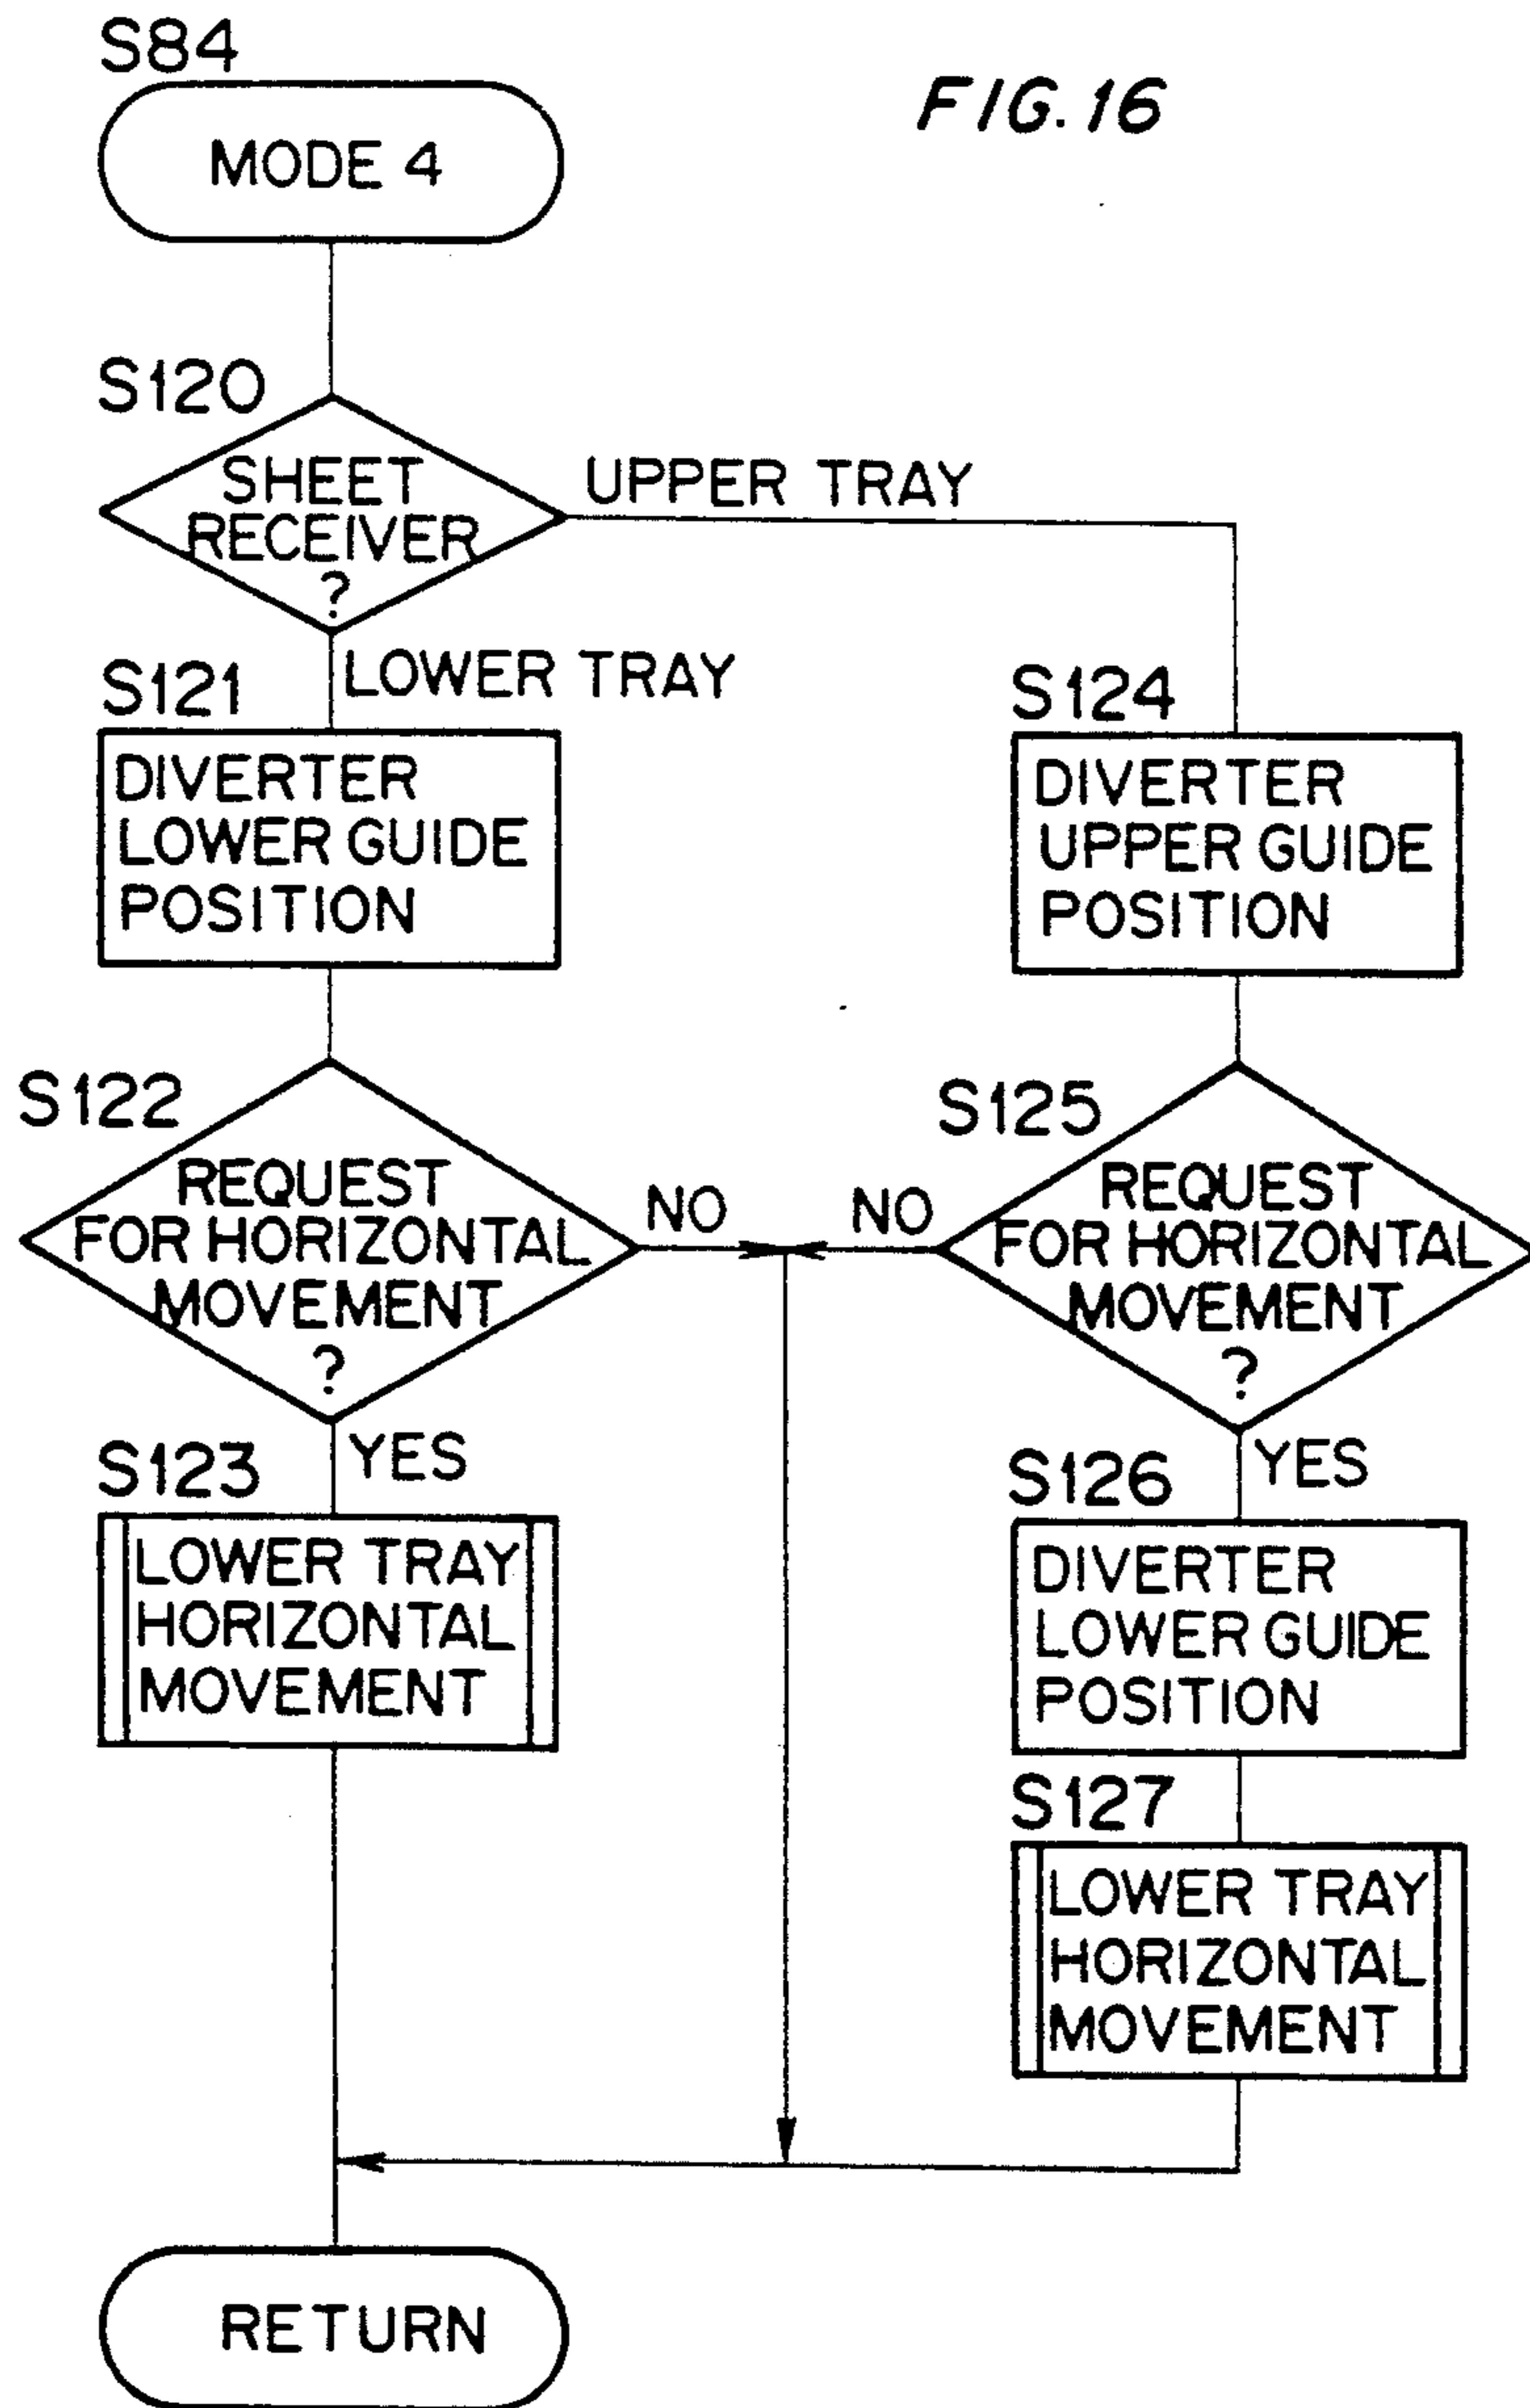 S84
FIG. 16
MODE 4
S120
SHEET
RECEIVER
?
UPPER TRAY
LOWER TRAY
S121
DIVERTER
LOWER GUIDE
POSITION
S124
DIVERTER
UPPER GUIDE
POSITION
S122
REQUEST
FOR HORIZONTAL
MOVEMENT
?
NO
NO
S125
REQUEST
FOR HORIZONTAL
MOVEMENT
?
YES
S123
LOWER TRAY
HORIZONTAL
MOVEMENT
YES
S126
DIVERTER
LOWER GUIDE
POSITION
S127
LOWER TRAY
HORIZONTAL
MOVEMENT
RETURN